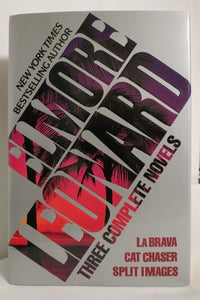 NEW YORK TIMES
BESTSELLING AUTHOR
ELMORE
LEONARD
THREE COMPLETE NOVELS
LA BRAVA
CAT CHASER
SPLIT IMAGES